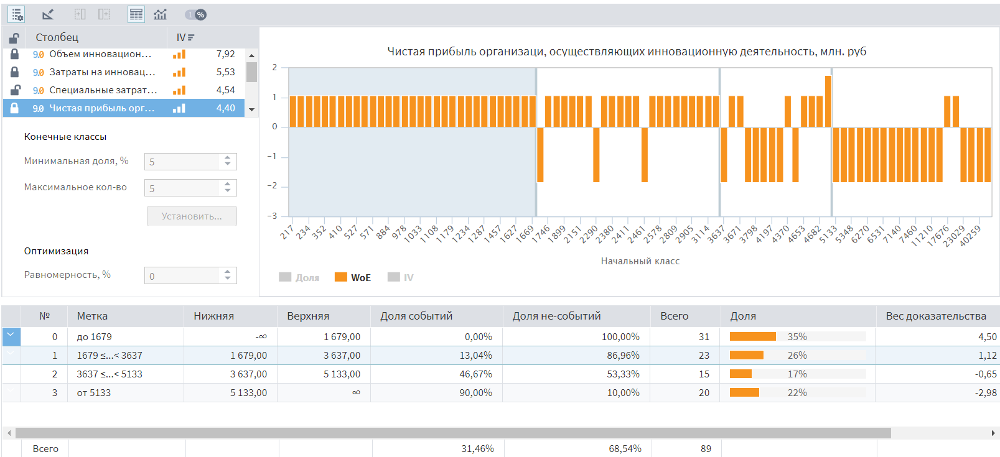 1 %
Столбец IV
9.0 Объем инновацион... 7,92
9.0 Затраты на инновац... 5,53
9.0 Специальные затрат... 4,54
9.0 Чистая прибыль орг... 4,40
Конечные классы
Минимальная доля, % 5
Максимальное кол-во 5
Установить...
Оптимизация
Равномерность, % 0
Чистая прибыль организаци, осуществляющих инновационную деятельность, млн. руб
2
1
0
−1
−2
−3
217 234 352 410 527 571 884 978 1033 1108 1179 1234 1287 1457 1627 1669 1746 1899 2151 2290 2380 2411 2461 2578 2809 2905 3114 3637 3671 3798 4197 4370 4653 4682 5133 5348 6270 6531 7140 7460 11210 17676 23029 40259
Начальный класс
Доля WoE IV
№ Метка Нижняя Верхняя Доля событий Доля не-событий Всего Доля Вес доказательства
0 до 1679 -∞ 1 679,00 0,00% 100,00% 31 35% 4,50
1 1679 ≤...< 3637 1 679,00 3 637,00 13,04% 86,96% 23 26% 1,12
2 3637 ≤...< 5133 3 637,00 5 133,00 46,67% 53,33% 15 17% -0,65
3 от 5133 5 133,00 ∞ 90,00% 10,00% 20 22% -2,98
Всего 31,46% 68,54% 89